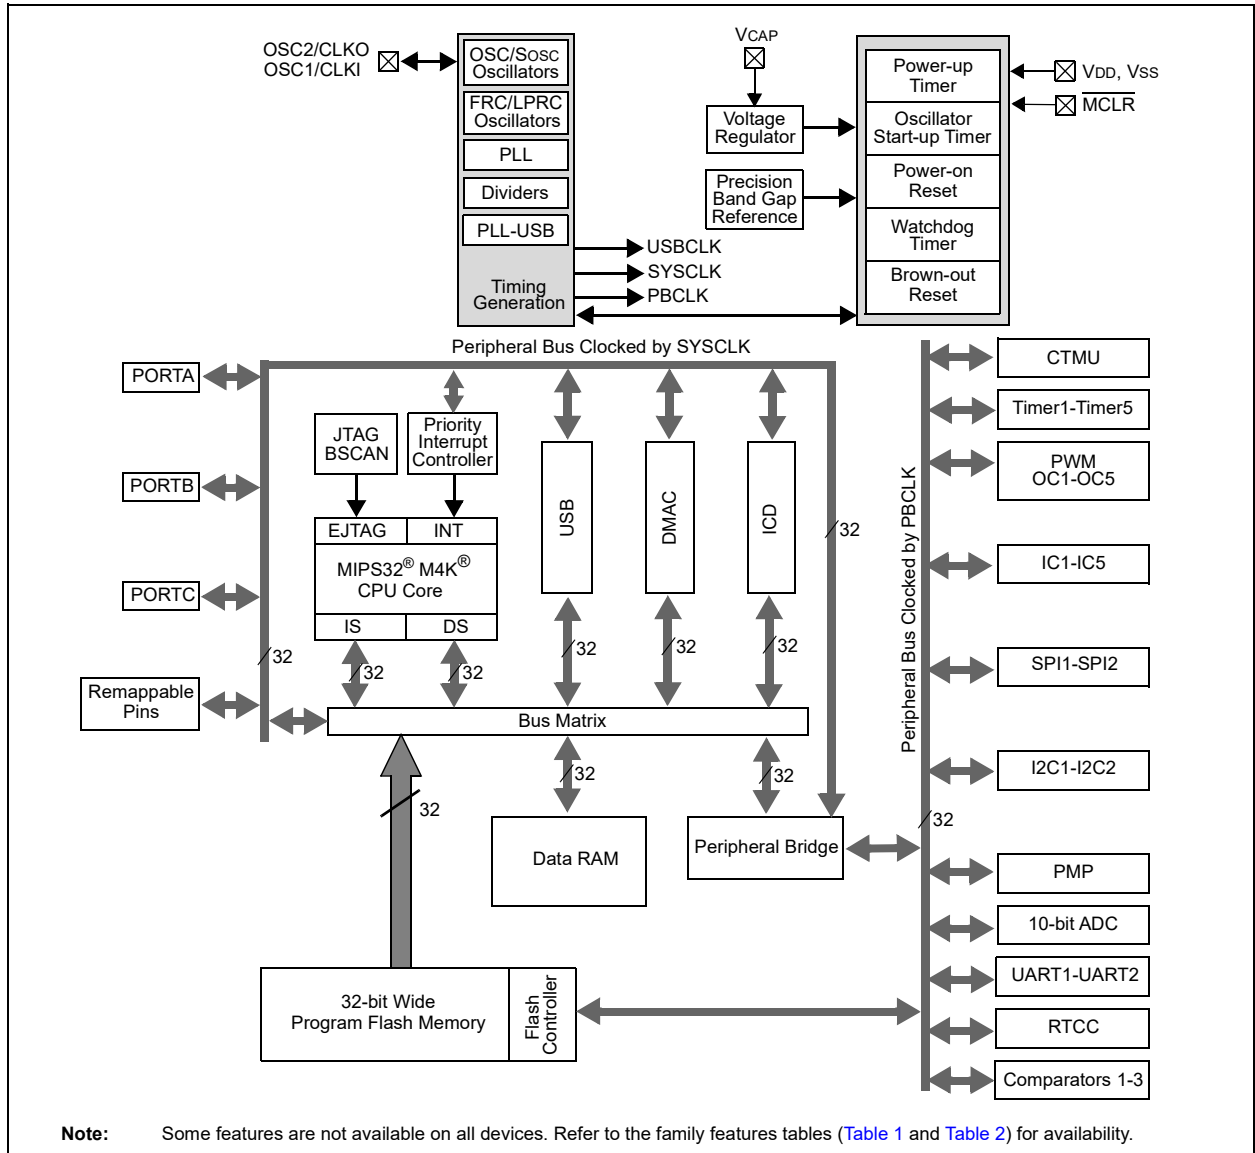 OSC2/CLKO
OSC1/CLKI
OSC/SOSC
Oscillators
FRC/LPRC
Oscillators
PLL
Dividers
PLL-USB
Timing
Generation
USBCLK
SYSCLK
PBCLK
VCAP
Voltage
Regulator
Precision
Band Gap
Reference
Power-up
Timer
Oscillator
Start-up Timer
Power-on
Reset
Watchdog
Timer
Brown-out
Reset
VDD, VSS
MCLR
Peripheral Bus Clocked by SYSCLK
PORTA
PORTB
PORTC
Remappable
Pins
32
JTAG
BSCAN
Priority
Interrupt
Controller
EJTAG
INT
MIPS32® M4K®
CPU Core
IS
DS
32
32
USB
32
DMAC
32
ICD
32
32
Bus Matrix
32
32
32
Data RAM
Peripheral Bridge
32-bit Wide
Program Flash Memory
Flash
Controller
Peripheral Bus Clocked by PBCLK
32
CTMU
Timer1-Timer5
PWM
OC1-OC5
IC1-IC5
SPI1-SPI2
I2C1-I2C2
PMP
10-bit ADC
UART1-UART2
RTCC
Comparators 1-3
Note: Some features are not available on all devices. Refer to the family features tables (Table 1 and Table 2) for availability.